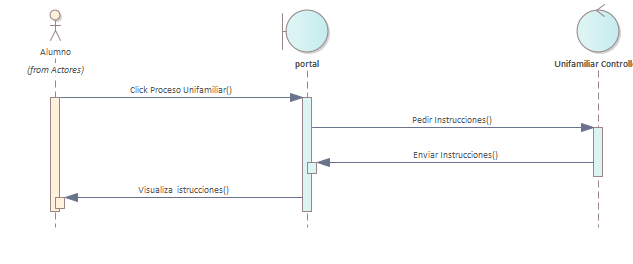 Alumno
(from Actores)
portal
Unifamiliar Controll
Click Proceso Unifamiliar()
Pedir Instrucciones()
Enviar Instrucciones()
Visualiza istrucciones()